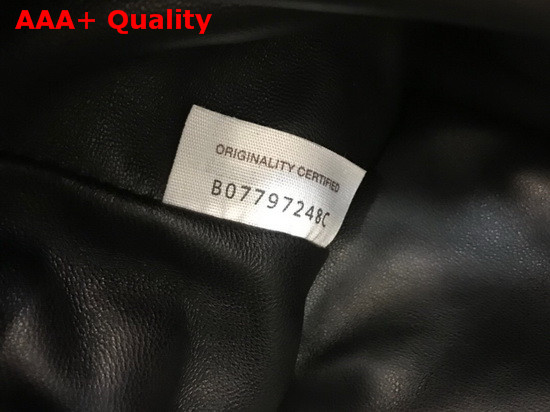 AAA+ Quality
ORIGINALITY CERTIFIED
B07797248C